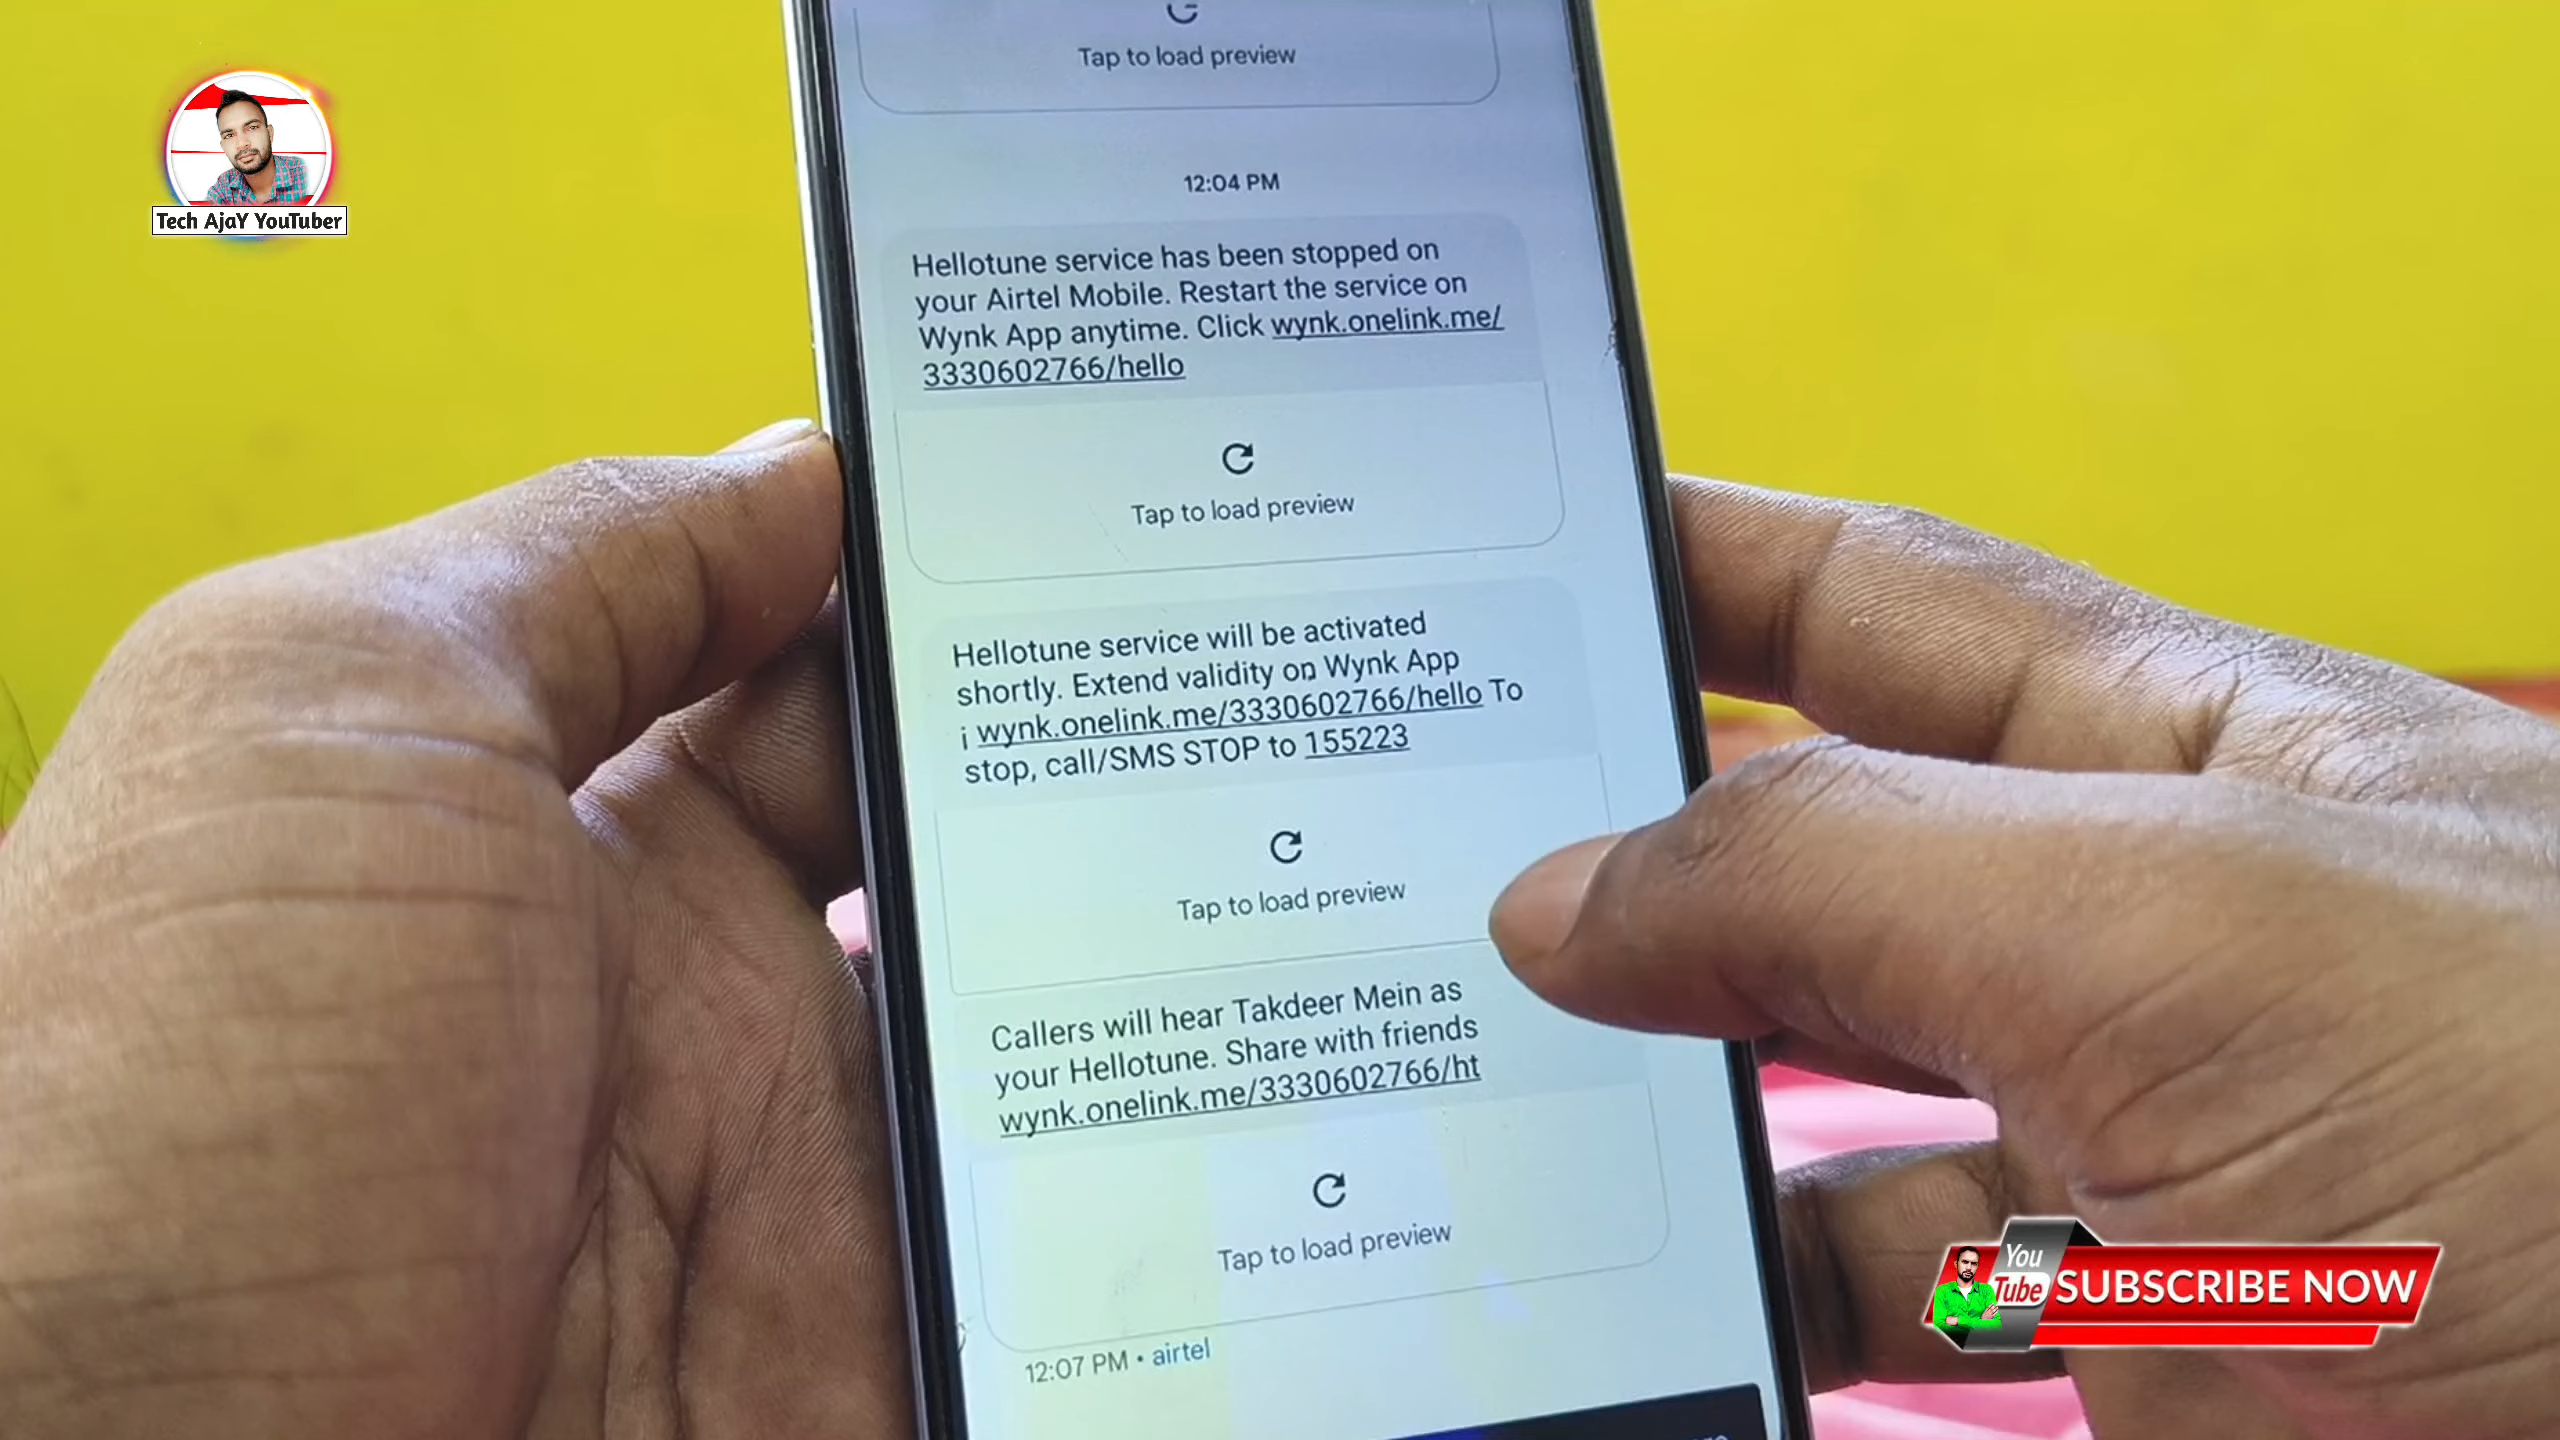 Tap to load preview
Tech AjaY YouTuber
12:04 PM
Hellotune service has been stopped on
your Airtel Mobile. Restart the service on
Wynk App anytime. Click wynk.onelink.me/
3330602766/hello
Tap to load preview
Hellotune service will be activated
shortly. Extend validity on Wynk App
¡ wynk.onelink.me/3330602766/hello To
stop, call/SMS STOP to 155223
Tap to load preview
Callers will hear Takdeer Mein as
your Hellotune. Share with friends
wynk.onelink.me/3330602766/ht
Tap to load preview
12:07 PM • airtel
You
Tube SUBSCRIBE NOW